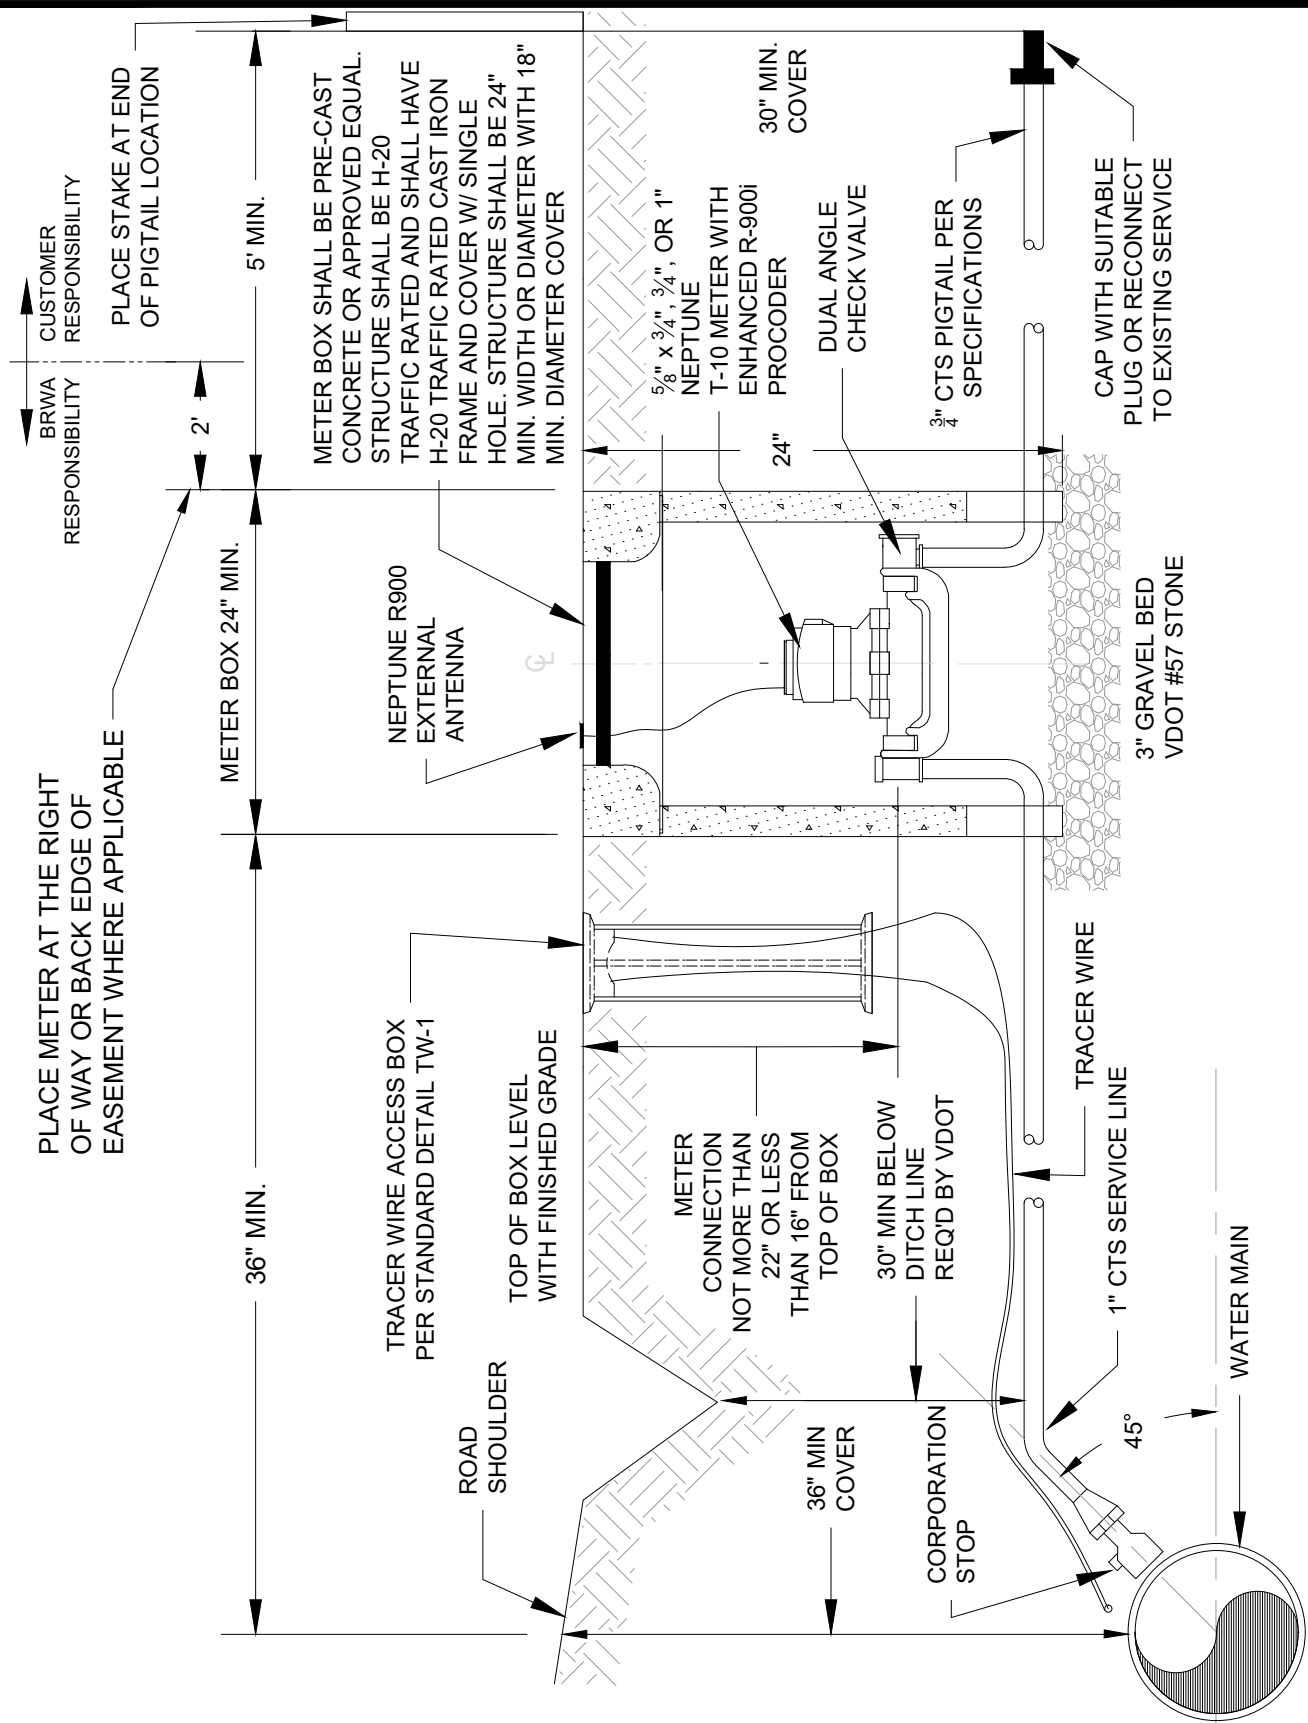 BRWA
RESPONSIBILITY
CUSTOMER
RESPONSIBILITY
PLACE METER AT THE RIGHT
OF WAY OR BACK EDGE OF
EASEMENT WHERE APPLICABLE
PLACE STAKE AT END
OF PIGTAIL LOCATION
36" MIN.
METER BOX 24" MIN.
2'
5' MIN.
METER BOX SHALL BE PRE-CAST
CONCRETE OR APPROVED EQUAL.
STRUCTURE SHALL BE H-20
TRAFFIC RATED AND SHALL HAVE
H-20 TRAFFIC RATED CAST IRON
FRAME AND COVER W/ SINGLE
HOLE. STRUCTURE SHALL BE 24"
MIN. WIDTH OR DIAMETER WITH 18"
MIN. DIAMETER COVER
NEPTUNE R900
EXTERNAL
ANTENNA
TRACER WIRE ACCESS BOX
PER STANDARD DETAIL TW-1
TOP OF BOX LEVEL
WITH FINISHED GRADE
ROAD
SHOULDER
CL
5/8" x 3/4", 3/4", OR 1"
NEPTUNE
T-10 METER WITH
ENHANCED R-900i
PROCODER
30" MIN.
COVER
24"
DUAL ANGLE
CHECK VALVE
METER
CONNECTION
NOT MORE THAN
22" OR LESS
THAN 16" FROM
TOP OF BOX
30" MIN BELOW
DITCH LINE
REQ'D BY VDOT
36" MIN
COVER
CORPORATION
STOP
3/4" CTS PIGTAIL PER
SPECIFICATIONS
CAP WITH SUITABLE
PLUG OR RECONNECT
TO EXISTING SERVICE
3" GRAVEL BED
VDOT #57 STONE
TRACER WIRE
1" CTS SERVICE LINE
45°
WATER MAIN